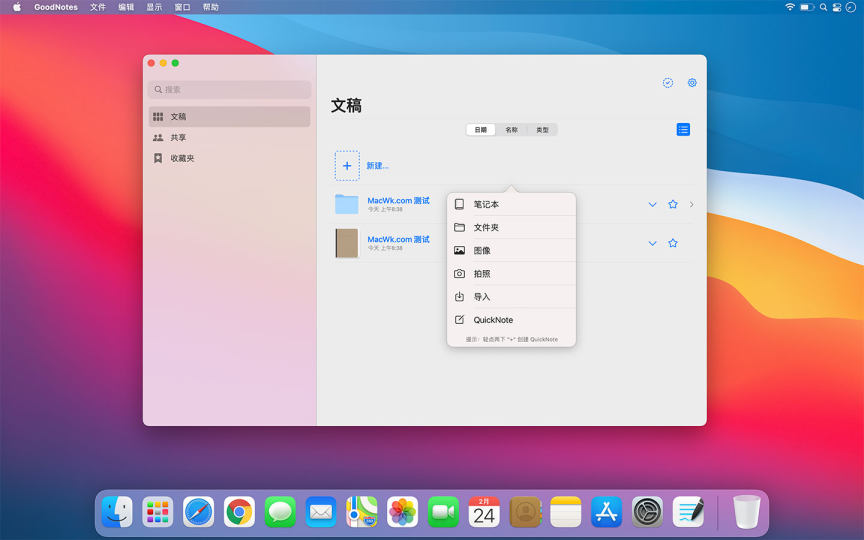 GoodNotes 文件 编辑 显示 窗口 帮助
搜索
文稿
共享
收藏夹
文稿
日期 名称 类型
新建...
MacWk.com 测试
今天 上午8:38
MacWk.com 测试
今天 上午8:38
笔记本
文件夹
图像
拍照
导入
QuickNote
提示：轻点两下 "+" 创建 QuickNote
2月
24